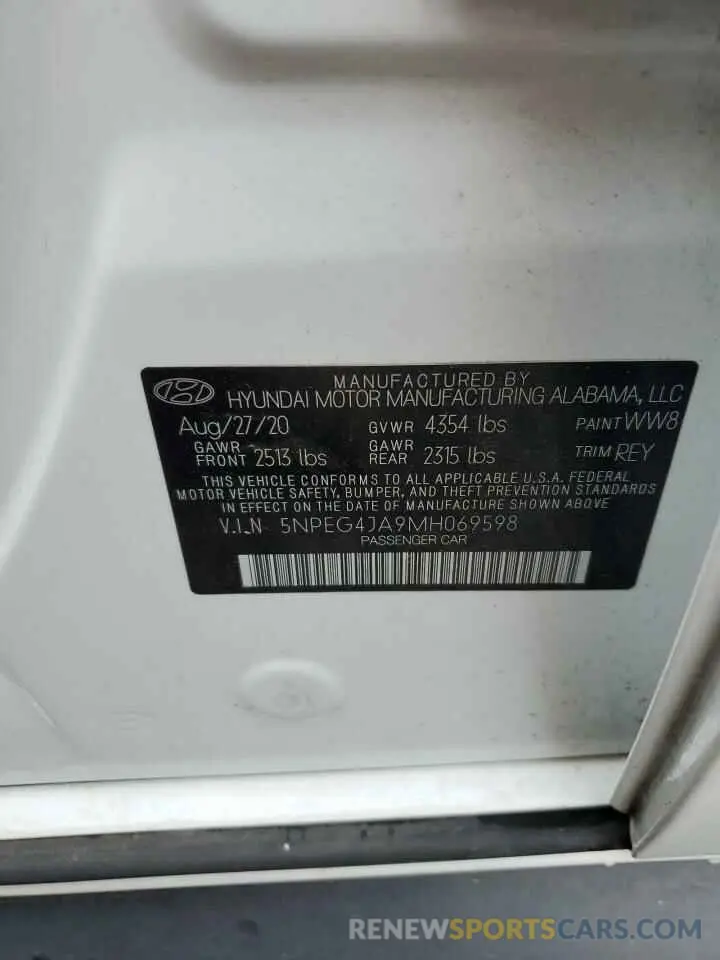 MANUFACTURED BY
HYUNDAI MOTOR MANUFACTURING ALABAMA, LLC
Aug/27/20 GVWR 4354 lbs PAINT WW8
GAWR FRONT 2513 lbs GAWR REAR 2315 lbs TRIM REY
THIS VEHICLE CONFORMS TO ALL APPLICABLE U.S.A. FEDERAL
MOTOR VEHICLE SAFETY, BUMPER, AND THEFT PREVENTION STANDARDS
IN EFFECT ON THE DATE OF MANUFACTURE SHOWN ABOVE
V.I.N 5NPEG4JA9MH069598
PASSENGER CAR
RENEWSPORTSCARS.COM